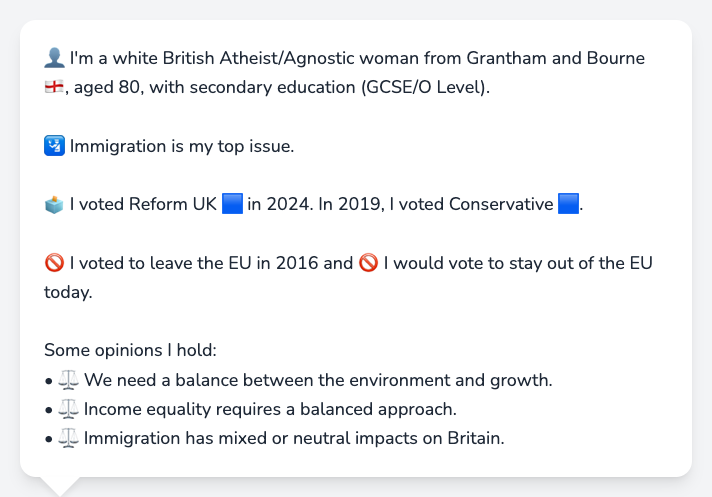 👤 I'm a white British Atheist/Agnostic woman from Grantham and Bourne
🏴󠁧󠁢󠁥󠁮󠁧󠁿, aged 80, with secondary education (GCSE/O Level).
🛂 Immigration is my top issue.
🗳️ I voted Reform UK 🟦 in 2024. In 2019, I voted Conservative 🟦.
🚫 I voted to leave the EU in 2016 and 🚫 I would vote to stay out of the EU
today.
Some opinions I hold:
• ⚖️ We need a balance between the environment and growth.
• ⚖️ Income equality requires a balanced approach.
• ⚖️ Immigration has mixed or neutral impacts on Britain.